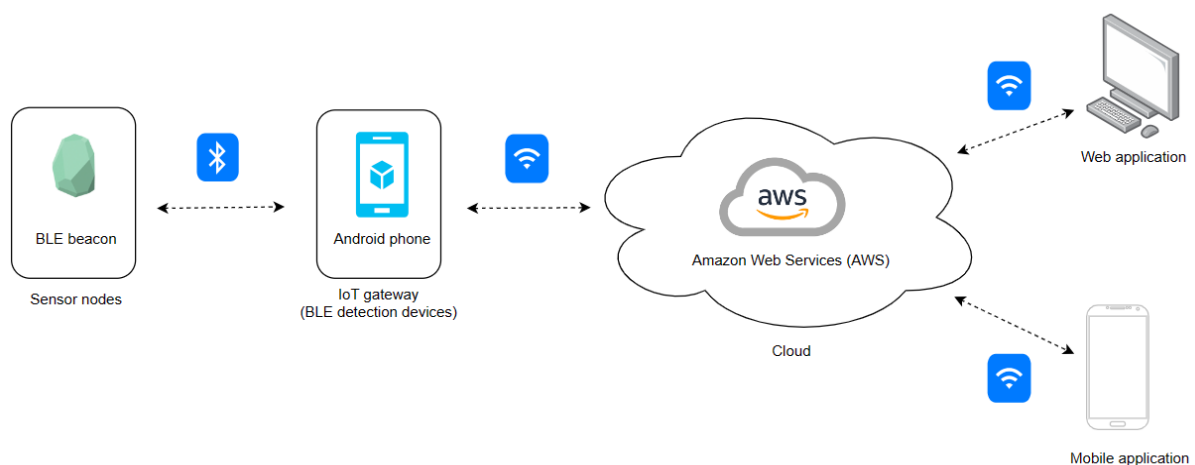 BLE beacon
Sensor nodes
Android phone
IoT gateway
(BLE detection devices)
aws
Amazon Web Services (AWS)
Cloud
Web application
Mobile application